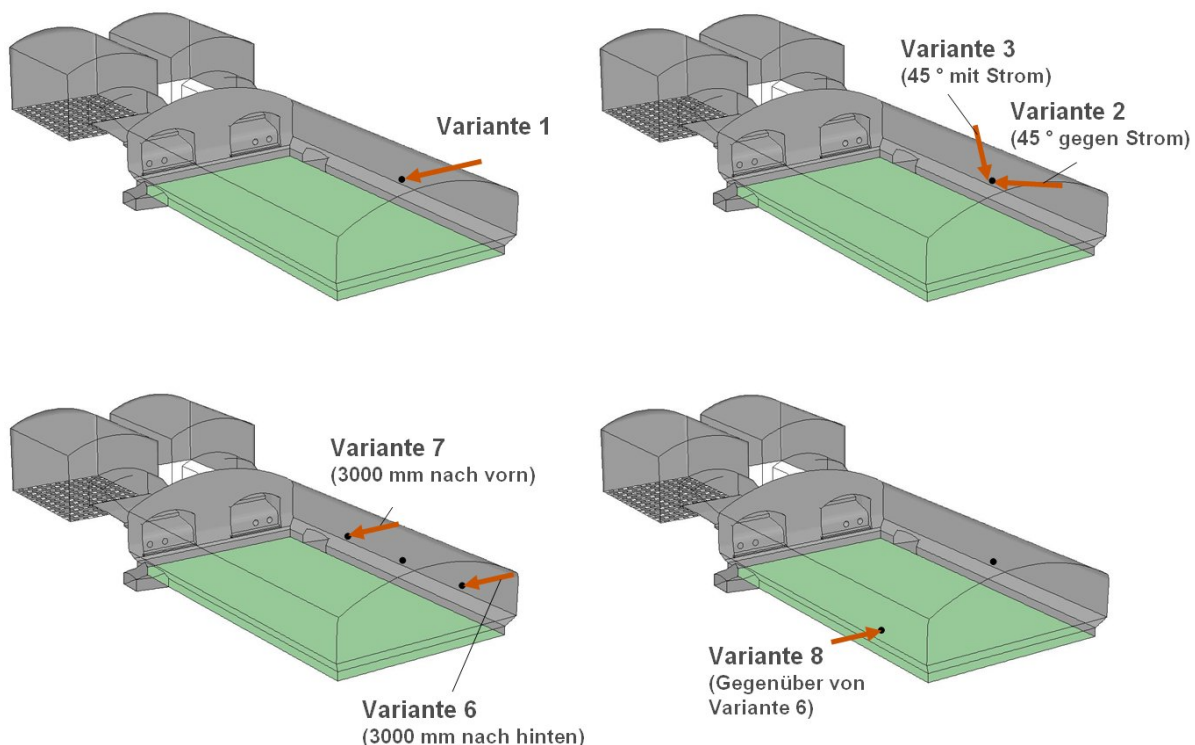 Variante 1
Variante 3
(45 ° mit Strom)
Variante 2
(45 ° gegen Strom)
Variante 7
(3000 mm nach vorn)
Variante 6
(3000 mm nach hinten)
Variante 8
(Gegenüber von
Variante 6)